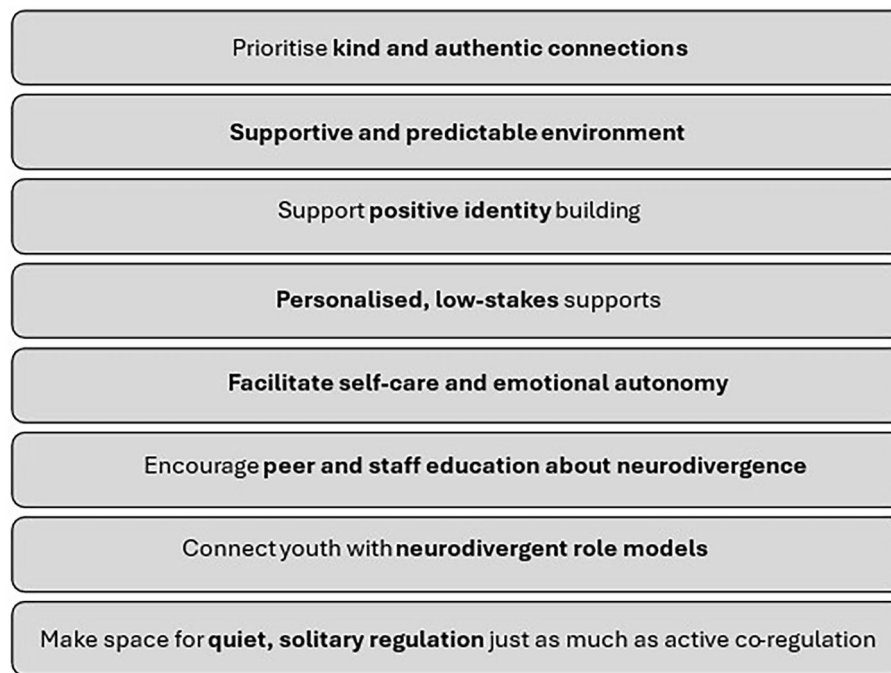 Prioritise kind and authentic connections
Supportive and predictable environment
Support positive identity building
Personalised, low-stakes supports
Facilitate self-care and emotional autonomy
Encourage peer and staff education about neurodivergence
Connect youth with neurodivergent role models
Make space for quiet, solitary regulation just as much as active co-regulation